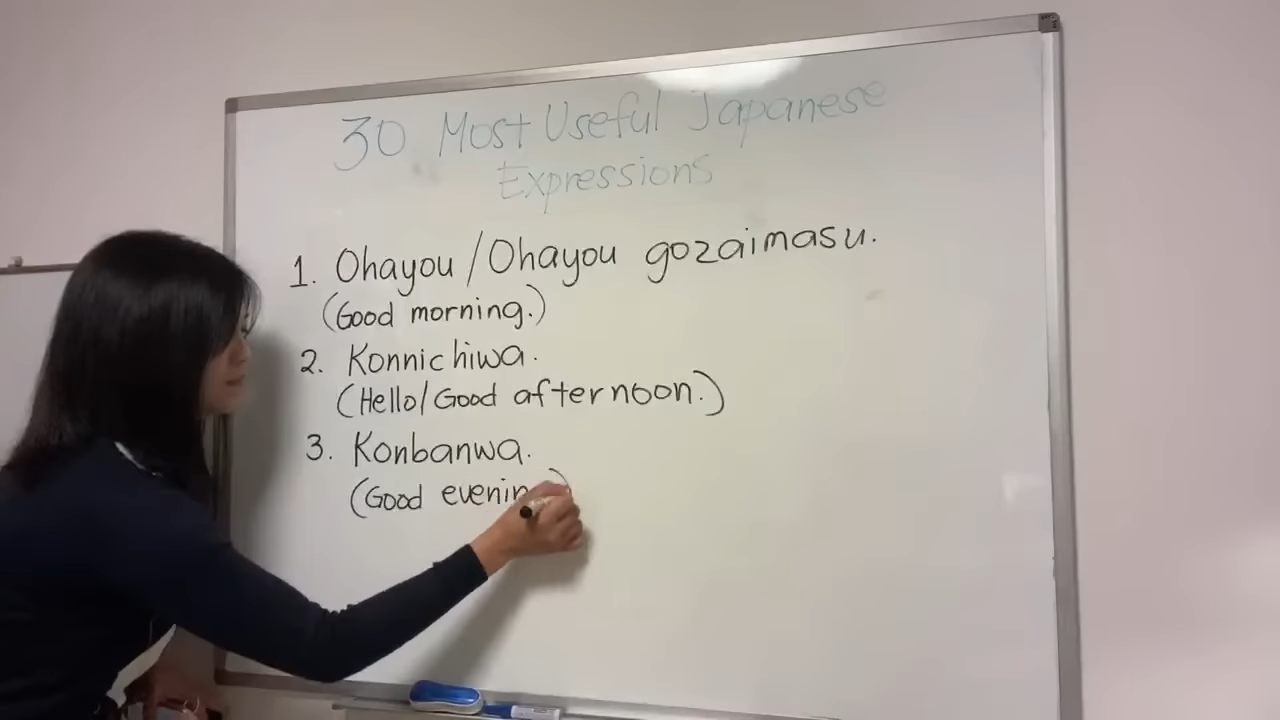 30 Most Useful Japanese
Expressions
1. Ohayou/Ohayou gozaimasu.
(Good morning.)
2. Konnichiwa.
(Hello/Good afternoon.)
3. Konbanwa.
(Good evenin